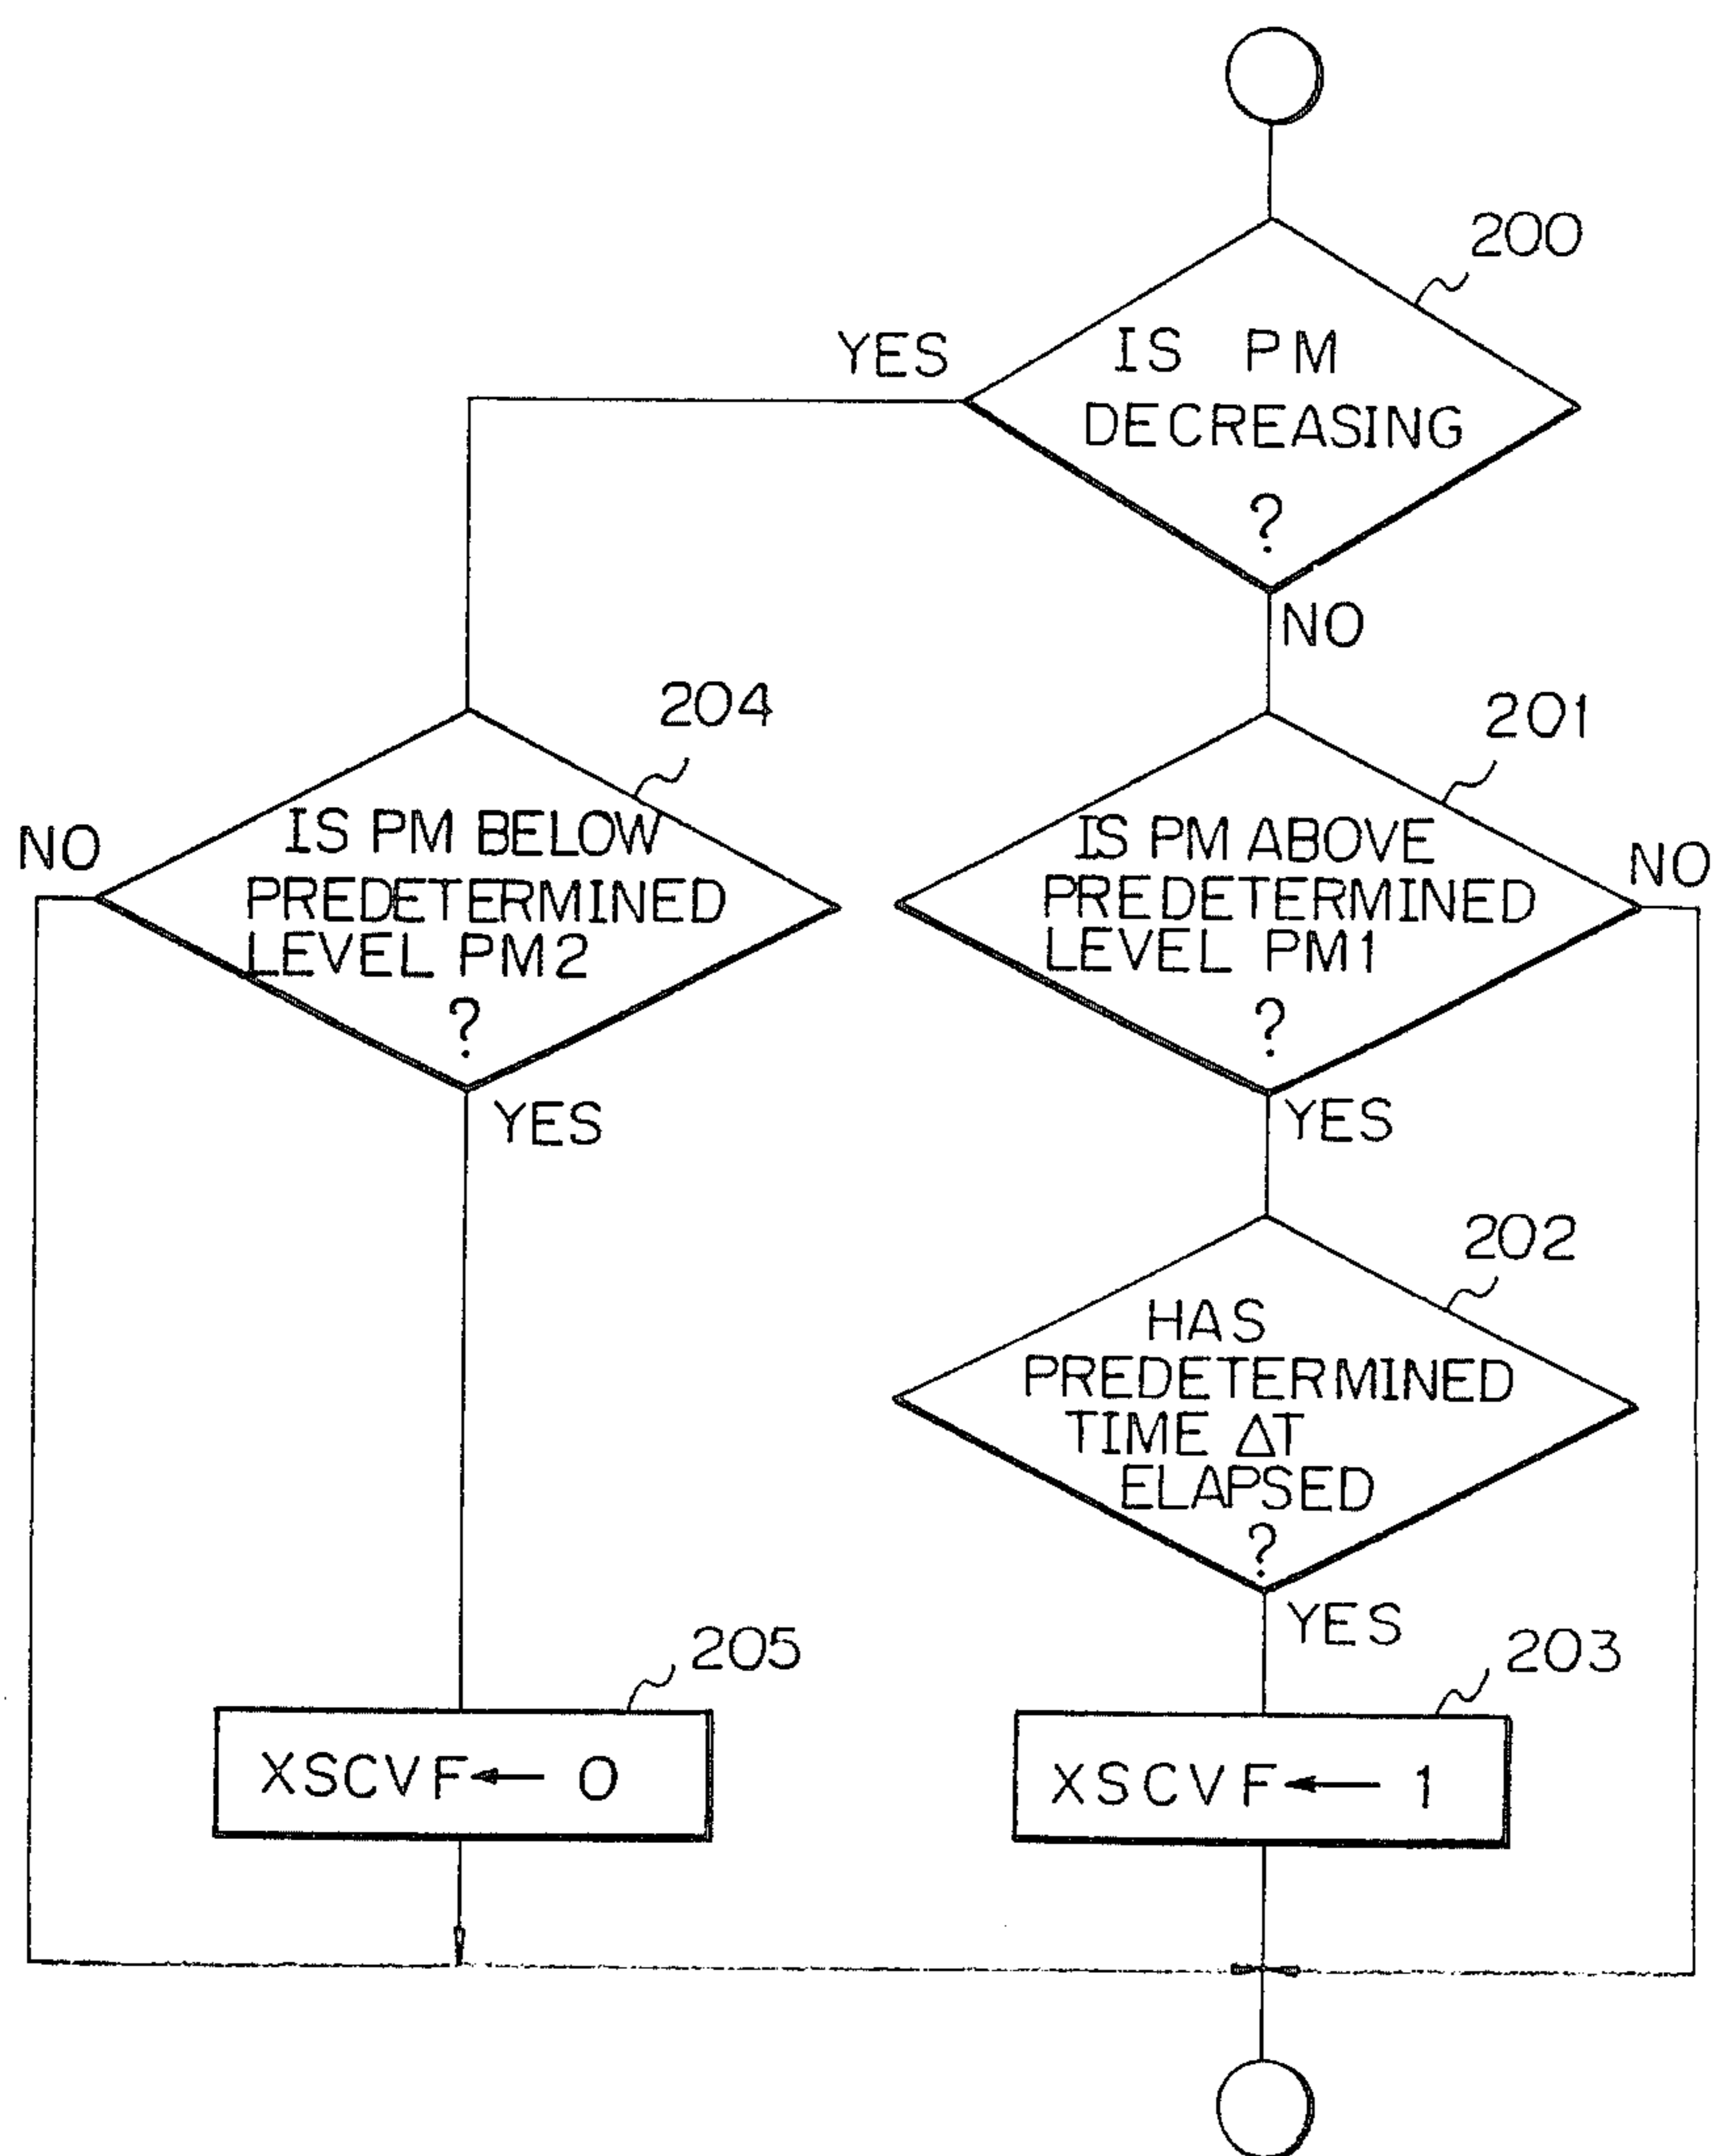 200
YES
IS PM
DECREASING
?
NO
204
201
NO
IS PM BELOW
PREDETERMINED
LEVEL PM2
?
YES
IS PM ABOVE
PREDETERMINED
LEVEL PM1
?
NO
YES
202
HAS
PREDETERMINED
TIME ΔT
ELAPSED
?
YES
205
203
XSCVF ← 0
XSCVF ← 1